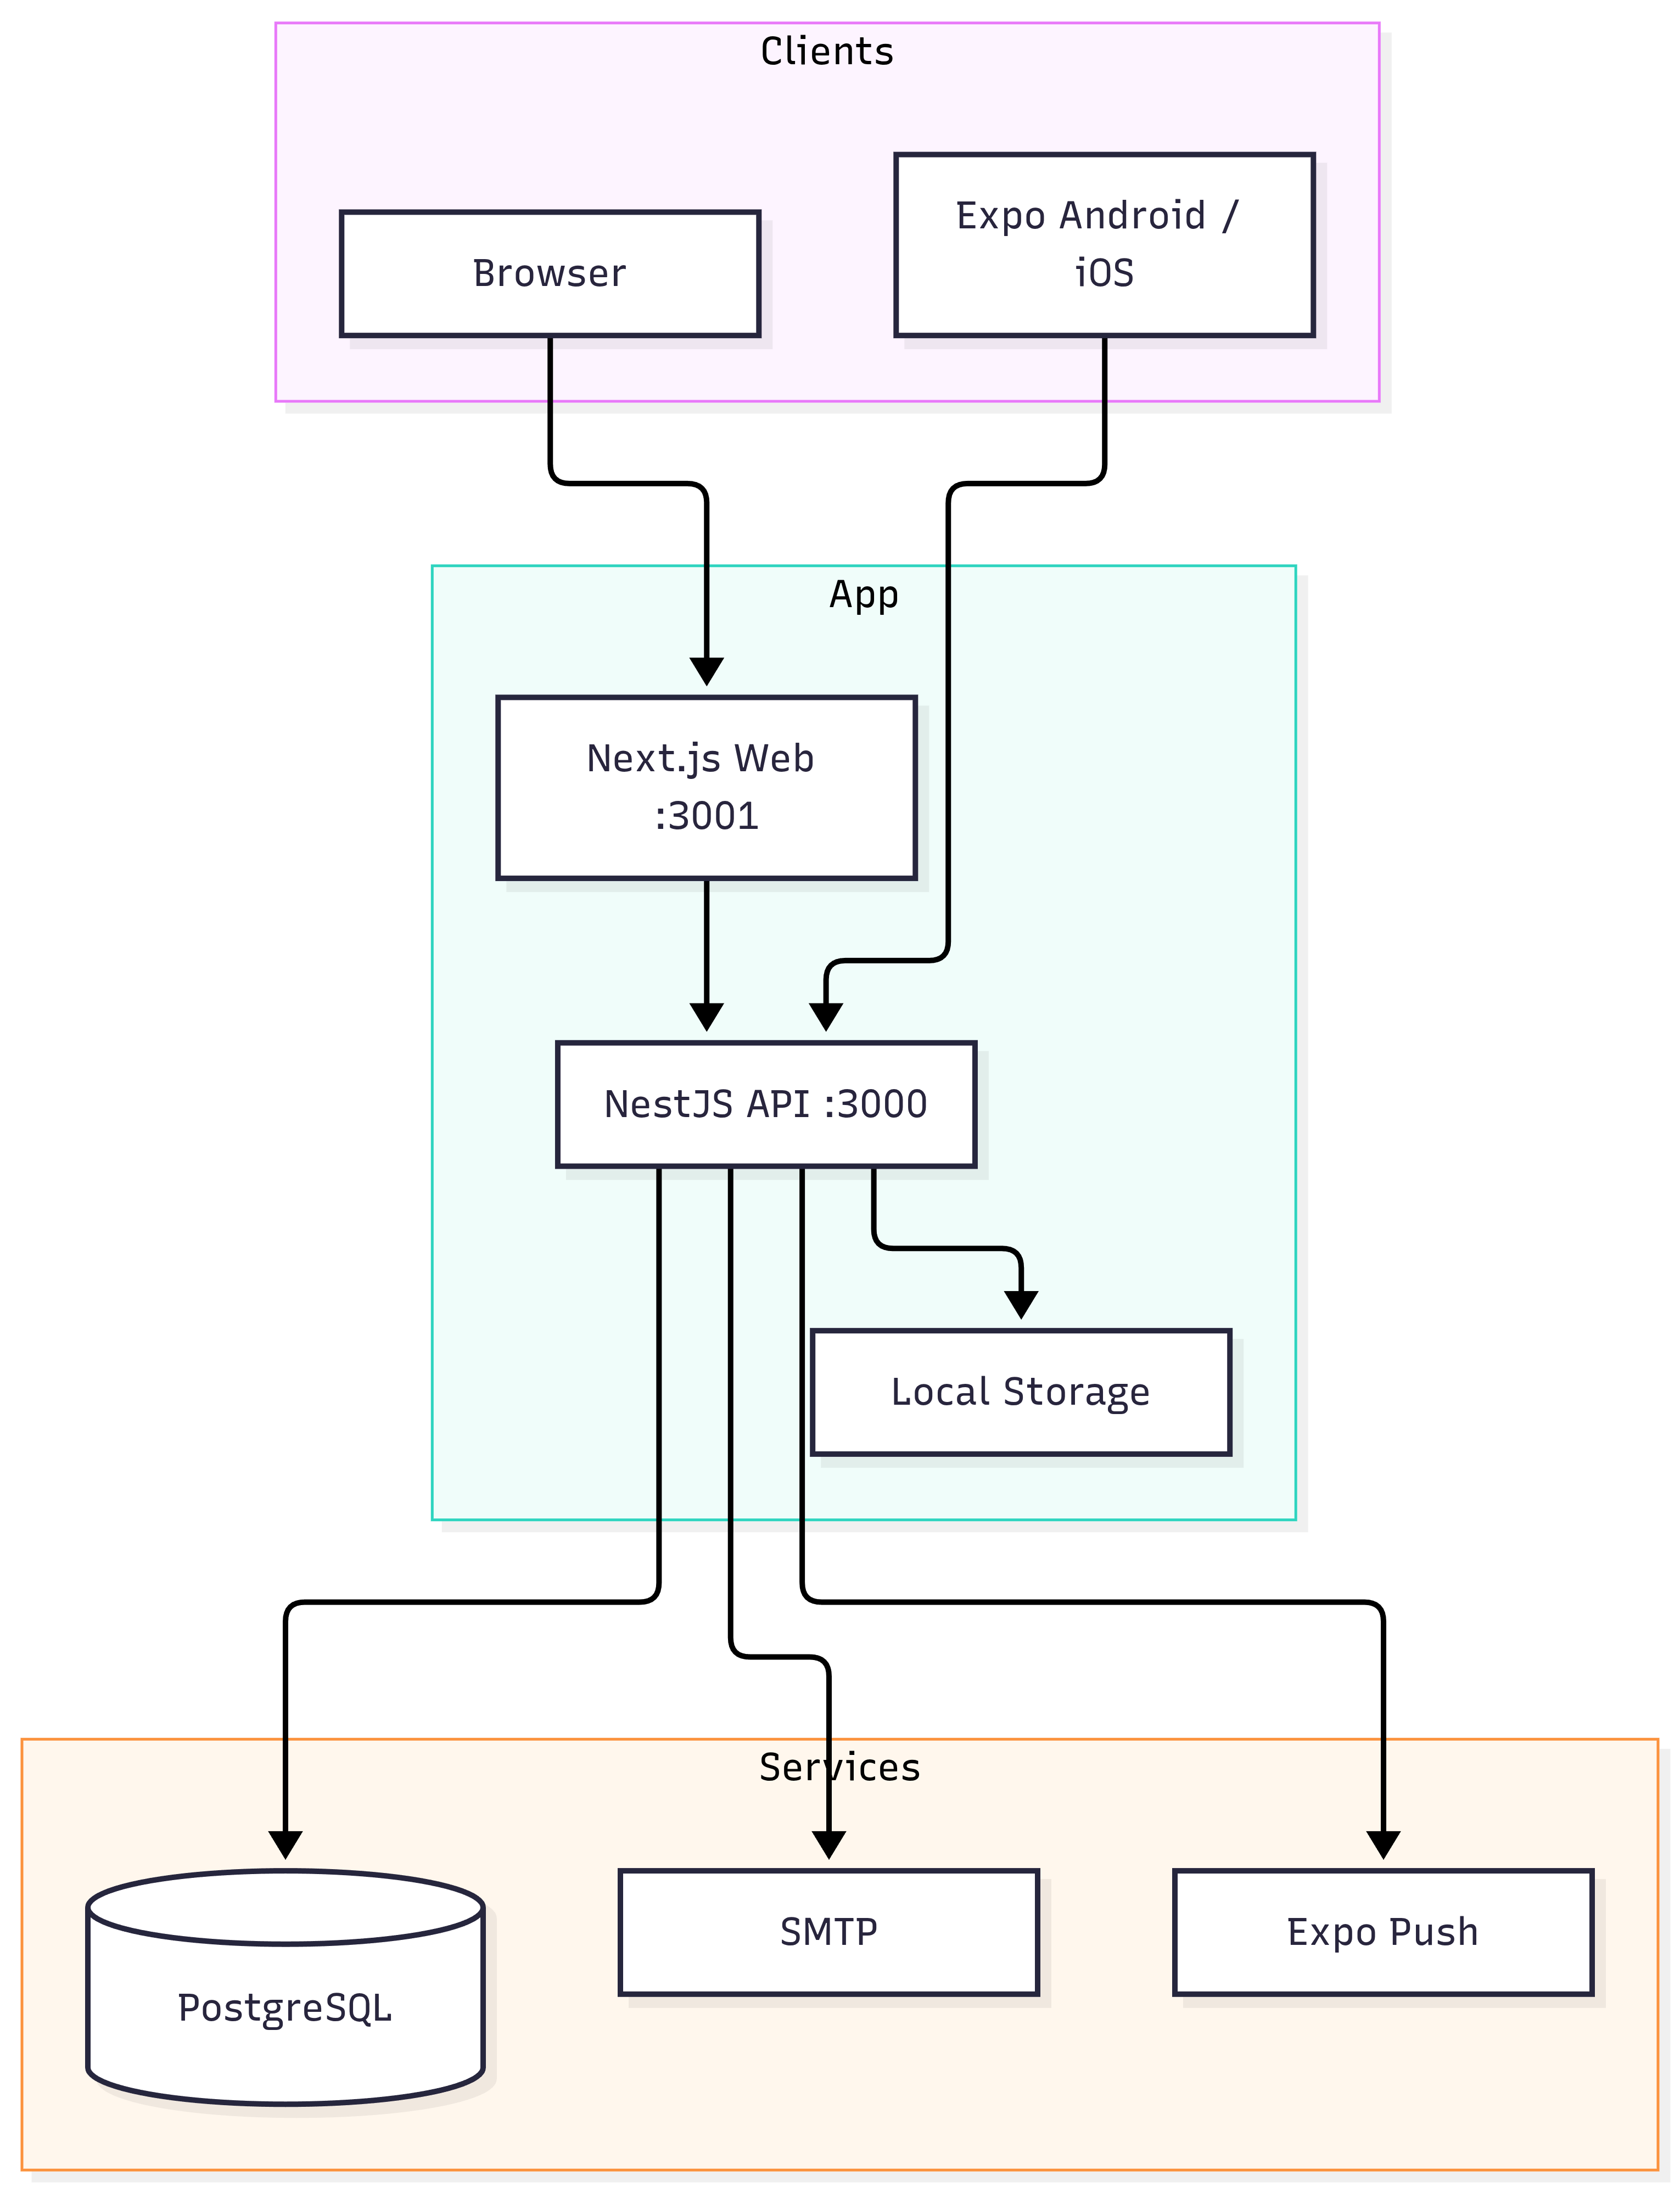 Clients
Browser
Expo Android /
iOS
App
Next.js Web
:3001
NestJS API :3000
Local Storage
Services
PostgreSQL
SMTP
Expo Push